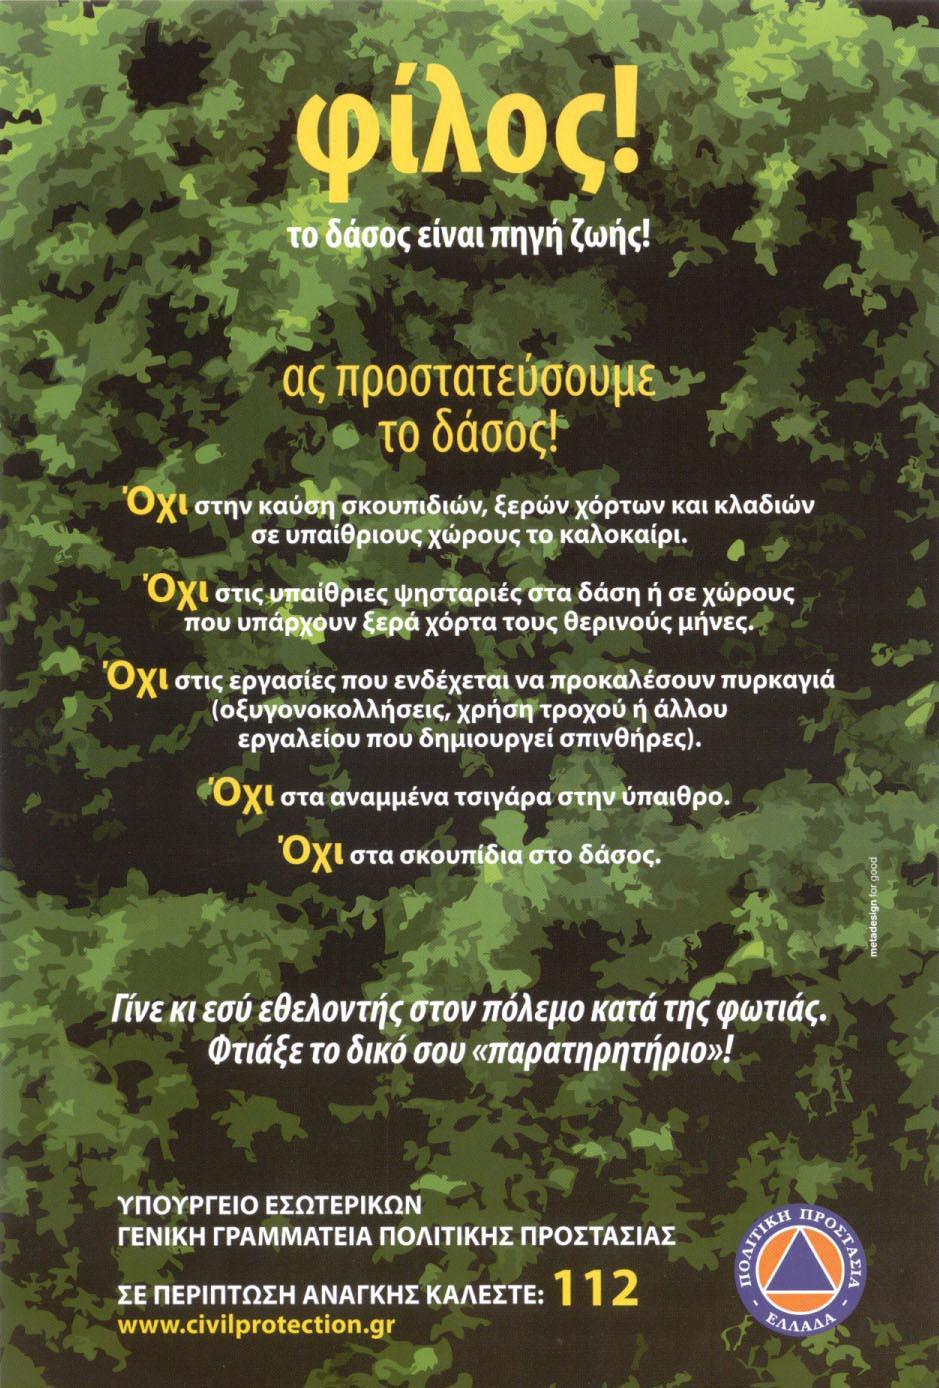 φίλος!
το δάσος είναι πηγή ζωής!
ας προστατεύσουμε
το δάσος!
Όχι στην καύση σκουπιδιών, ξερών χόρτων και κλαδιών
σε υπαίθριους χώρους το καλοκαίρι.
Όχι στις υπαίθριες ψησταριές στα δάση ή σε χώρους
που υπάρχουν ξερά χόρτα τους θερινούς μήνες.
Όχι στις εργασίες που ενδέχεται να προκαλέσουν πυρκαγιά
(οξυγονοκολλήσεις, χρήση τροχού ή άλλου
εργαλείου που δημιουργεί σπινθήρες).
Όχι στα αναμμένα τσιγάρα στην ύπαιθρο.
Όχι στα σκουπίδια στο δάσος.
metadesign for good
Γίνε κι εσύ εθελοντής στον πόλεμο κατά της φωτιάς.
Φτιάξε το δικό σου «παρατηρητήριο»!
ΥΠΟΥΡΓΕΙΟ ΕΣΩΤΕΡΙΚΩΝ
ΓΕΝΙΚΗ ΓΡΑΜΜΑΤΕΙΑ ΠΟΛΙΤΙΚΗΣ ΠΡΟΣΤΑΣΙΑΣ
ΣΕ ΠΕΡΙΠΤΩΣΗ ΑΝΑΓΚΗΣ ΚΑΛΕΣΤΕ: 112
www.civilprotection.gr
ΠΟΛΙΤΙΚΗ ΠΡΟΣΤΑΣΙΑ
- ΕΛΛΑΔΑ -